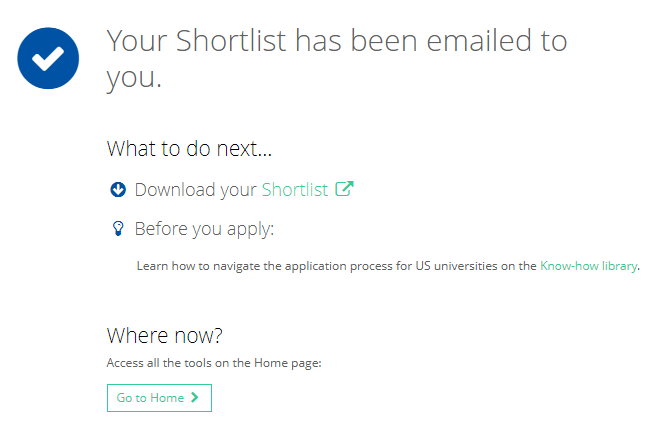 Your Shortlist has been emailed to
you.
What to do next...
Download your Shortlist
Before you apply:
Learn how to navigate the application process for US universities on the Know-how library.
Where now?
Access all the tools on the Home page:
Go to Home